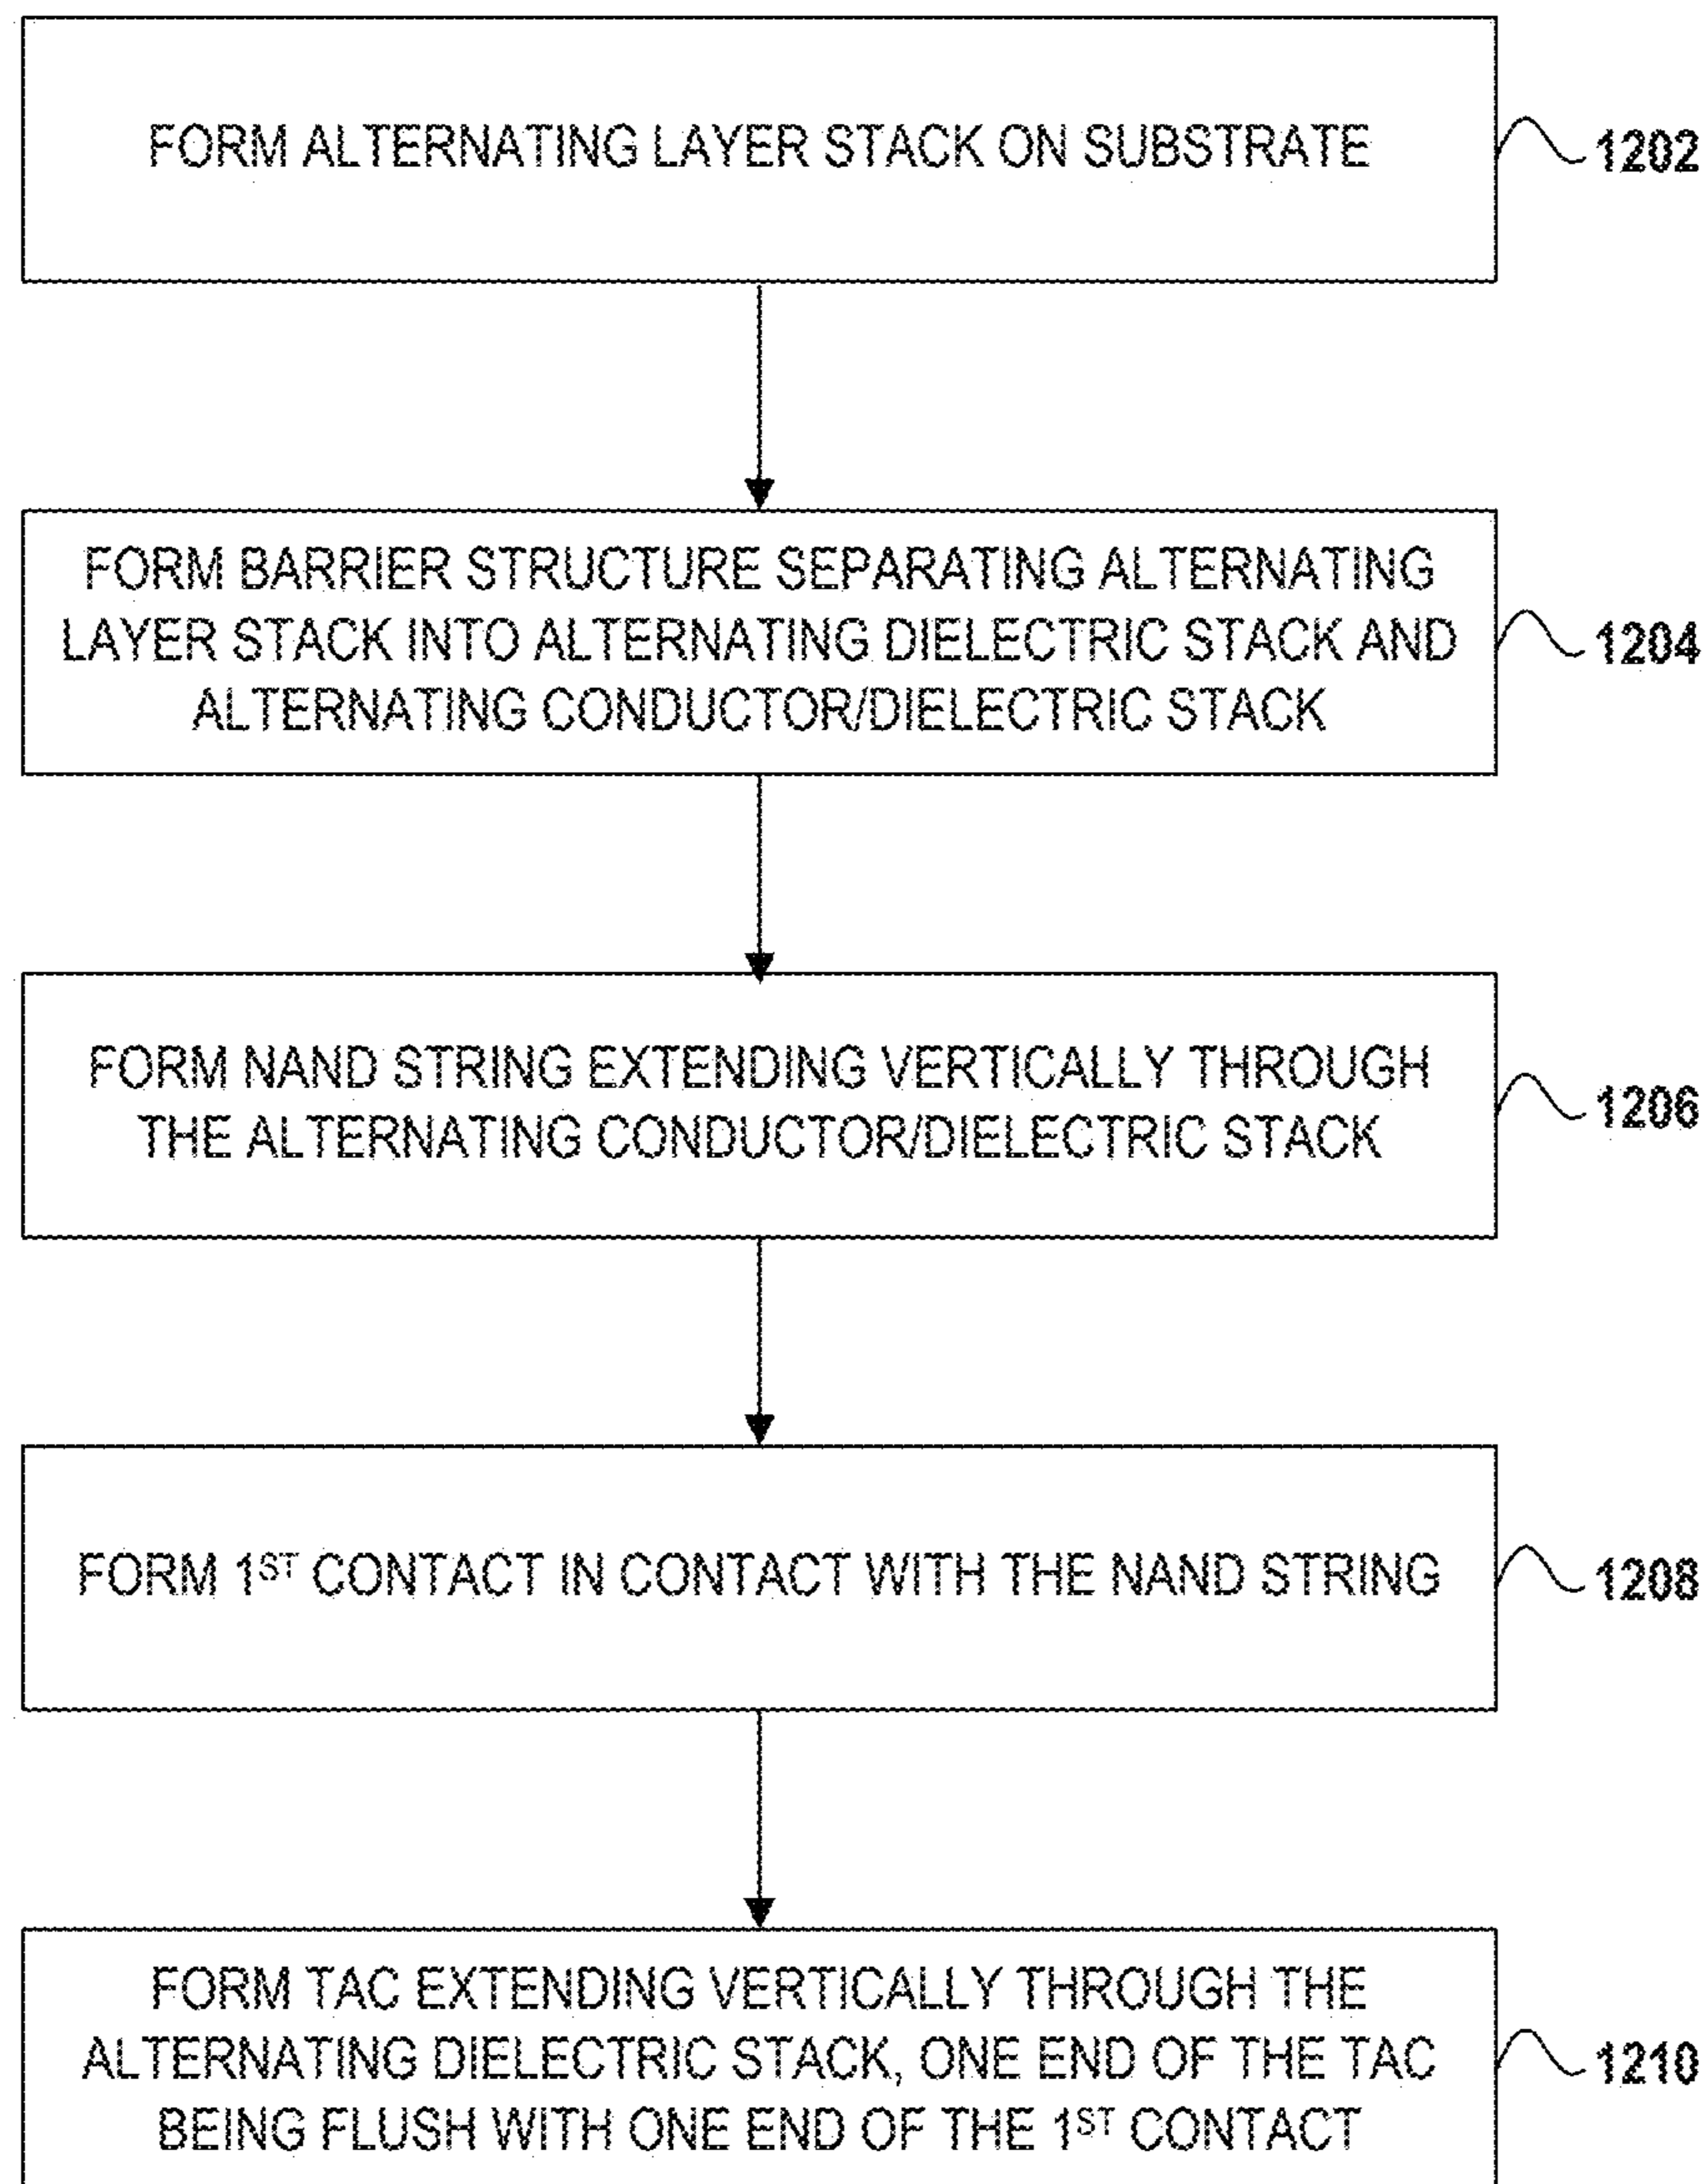 FORM ALTERNATING LAYER STACK ON SUBSTRATE
1202
FORM BARRIER STRUCTURE SEPARATING ALTERNATING
LAYER STACK INTO ALTERNATING DIELECTRIC STACK AND
ALTERNATING CONDUCTOR/DIELECTRIC STACK
1204
FORM NAND STRING EXTENDING VERTICALLY THROUGH
THE ALTERNATING CONDUCTOR/DIELECTRIC STACK
1206
FORM 1ST CONTACT IN CONTACT WITH THE NAND STRING
1208
FORM TAC EXTENDING VERTICALLY THROUGH THE
ALTERNATING DIELECTRIC STACK, ONE END OF THE TAC
BEING FLUSH WITH ONE END OF THE 1ST CONTACT
1210